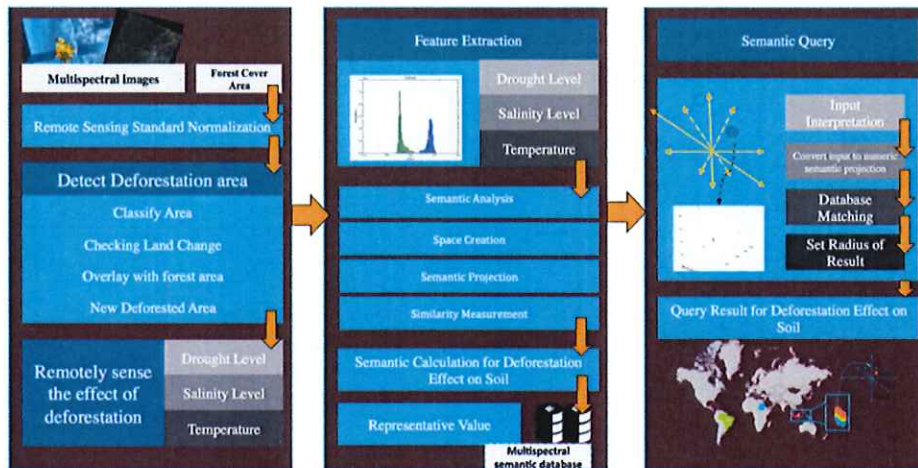 Multispectral Images
Forest Cover
Area
Remote Sensing Standard Normalization
Detect Deforestation area
Classify Area
Checking Land Change
Overlay with forest area
New Deforested Area
Remotely sense
the effect of
deforestation
Drought Level
Salinity Level
Temperature
Feature Extraction
Drought Level
Salinity Level
Temperature
Semantic Analysis
Space Creation
Semantic Projection
Similarity Measurement
Semantic Calculation for Deforestation
Effect on Soil
Representative Value
Multispectral
semantic database
Semantic Query
Input
Interpretation
Convert input to numeric
semantic projection
Database
Matching
Set Radius of
Result
Query Result for Deforestation Effect on
Soil